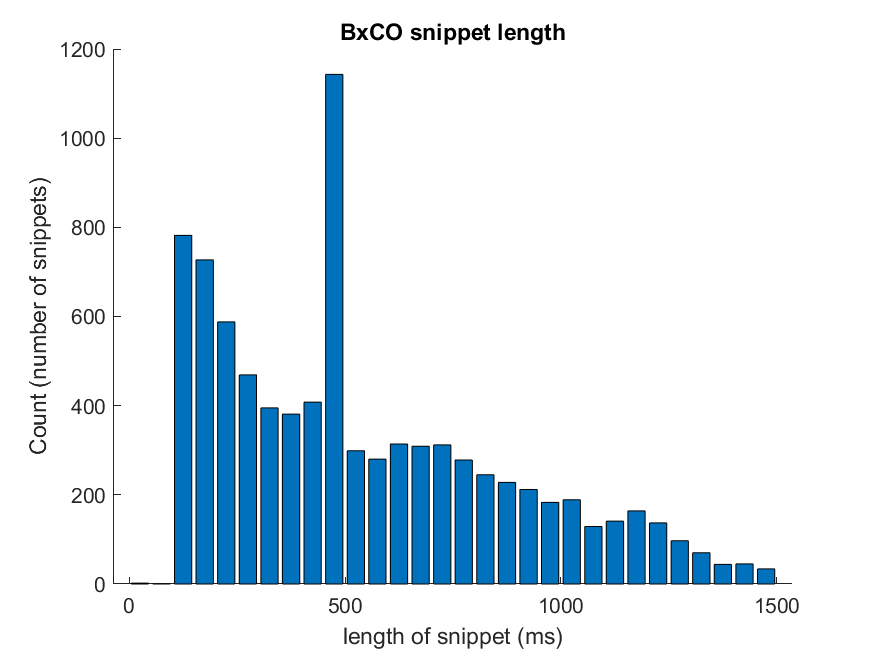 BxCO snippet length
1200
1000
800
600
400
200
0
Count (number of snippets)
0 500 1000 1500
length of snippet (ms)